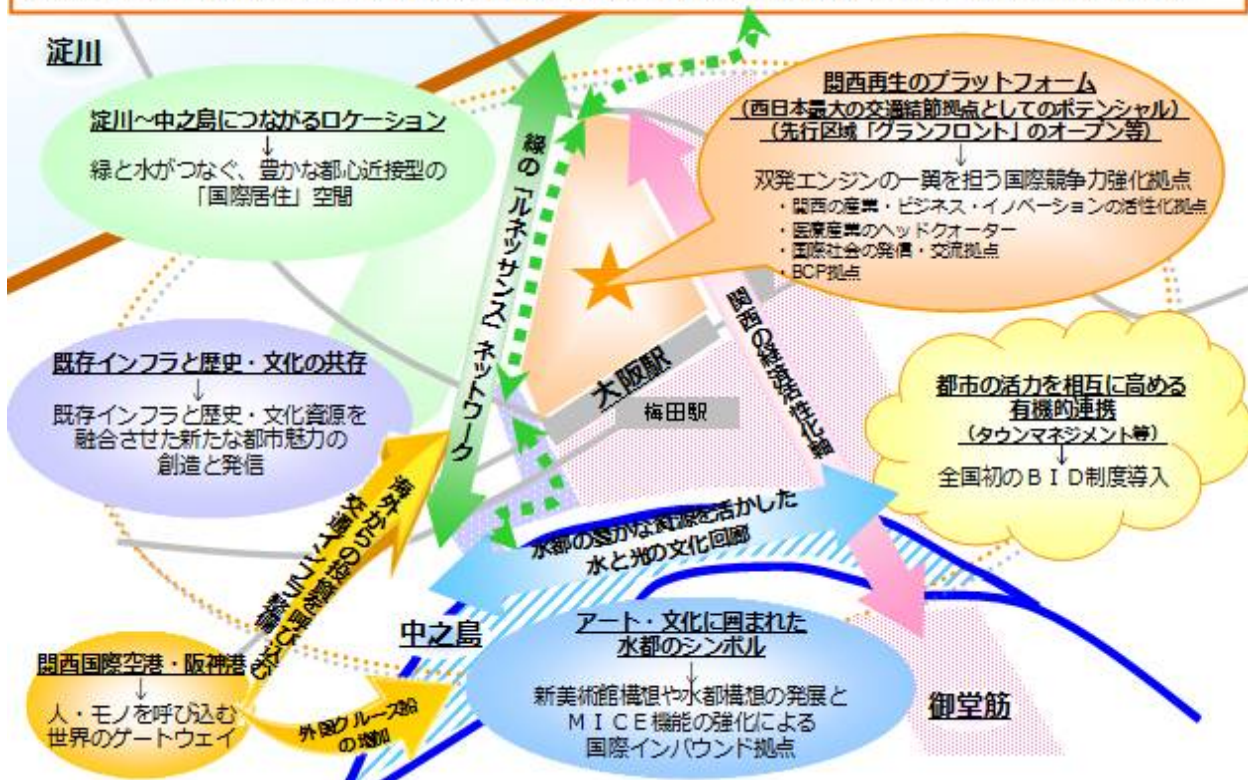 淀川
淀川～中之島につながるロケーション
↓
緑と水がつなぐ、豊かな都心近接型の
「国際居住」空間
関西再生のプラットフォーム
（西日本最大の交通結節拠点としてのポテンシャル）
（先行区域「グランフロント」のオープン等）
↓
双発エンジンの一翼を担う国際競争力強化拠点
・関西の産業・ビジネス・イノベーションの活性化拠点
・医療産業のヘッドクォーター
・国際社会の発信・交流拠点
・BCP拠点
緑の「ルネッサンス」ネットワーク
関西の経済活性化軸
大阪駅
梅田駅
既存インフラと歴史・文化の共存
↓
既存インフラと歴史・文化資源を
融合させた新たな都市魅力の
創造と発信
都市の活力を相互に高める
有機的連携
（タウンマネジメント等）
↓
全国初のＢＩＤ制度導入
海外からの投資を呼び込む
交通インフラ整備
水都の豊かな資源を活かした
水と光の文化回廊
中之島
アート・文化に囲まれた
水都のシンボル
↓
新美術館構想や水都構想の発展と
ＭＩＣＥ機能の強化による
国際インバウンド拠点
御堂筋
関西国際空港・阪神港
↓
人・モノを呼び込む
世界のゲートウェイ
外国クルーズ船
の増加